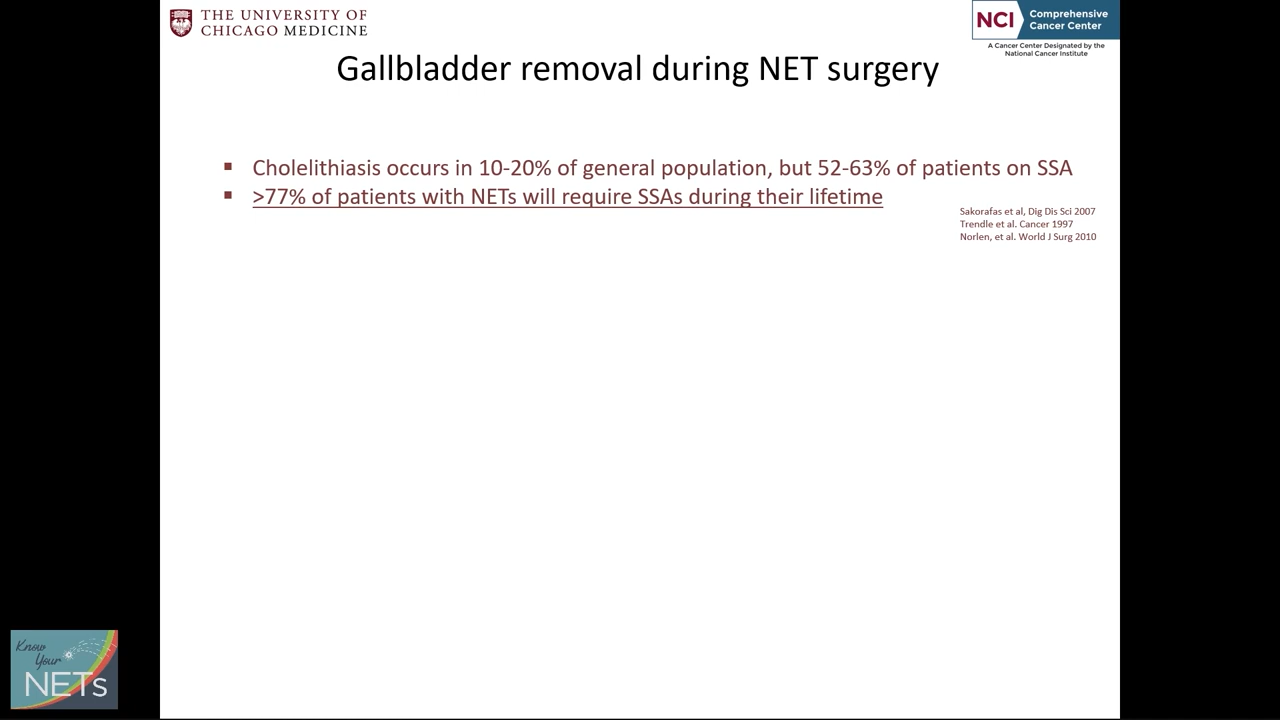 THE UNIVERSITY OF
CHICAGO MEDICINE
NCI Comprehensive
Cancer Center
A Cancer Center Designated by the
National Cancer Institute
Gallbladder removal during NET surgery
▪ Cholelithiasis occurs in 10-20% of general population, but 52-63% of patients on SSA
▪ >77% of patients with NETs will require SSAs during their lifetime
Sakorafas et al, Dig Dis Sci 2007
Trendle et al. Cancer 1997
Norlen, et al. World J Surg 2010
Know
Your
NETs